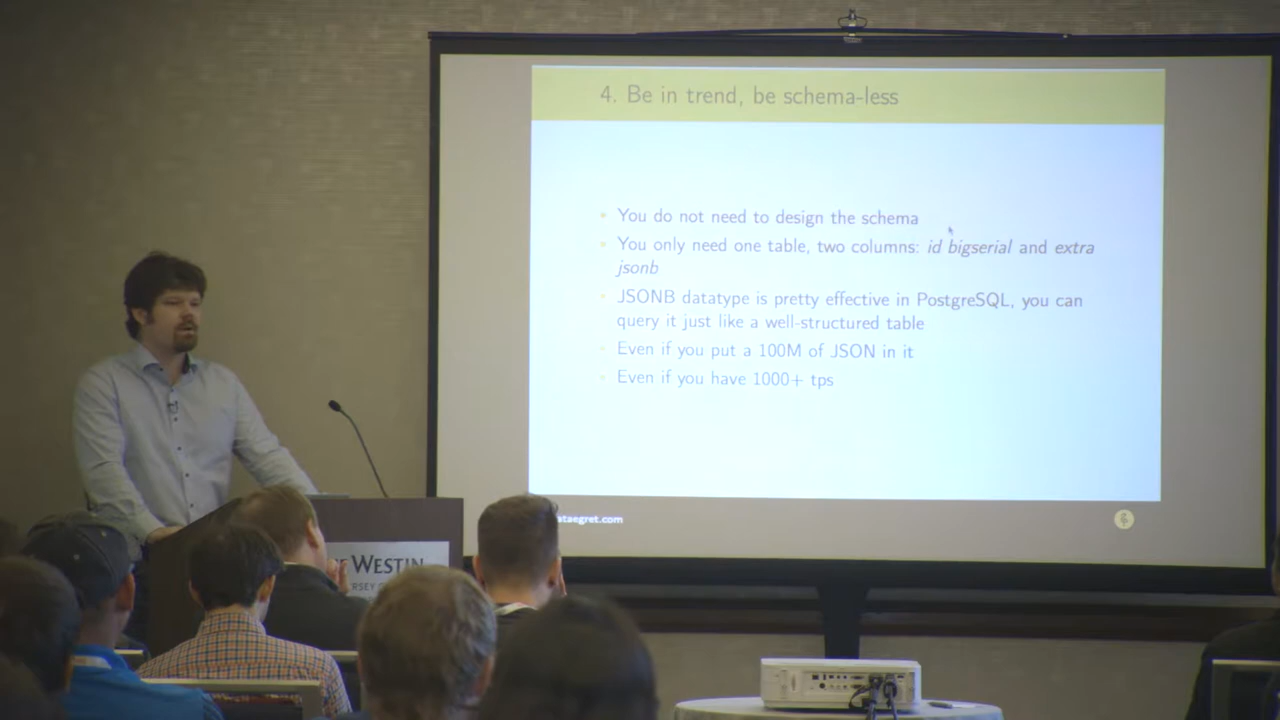 4. Be in trend, be schema-less
You do not need to design the schema
You only need one table, two columns: id bigserial and extra
jsonb
JSONB datatype is pretty effective in PostgreSQL, you can
query it just like a well-structured table
Even if you put a 100M of JSON in it
Even if you have 1000+ tps
ataegret.com
WESTIN